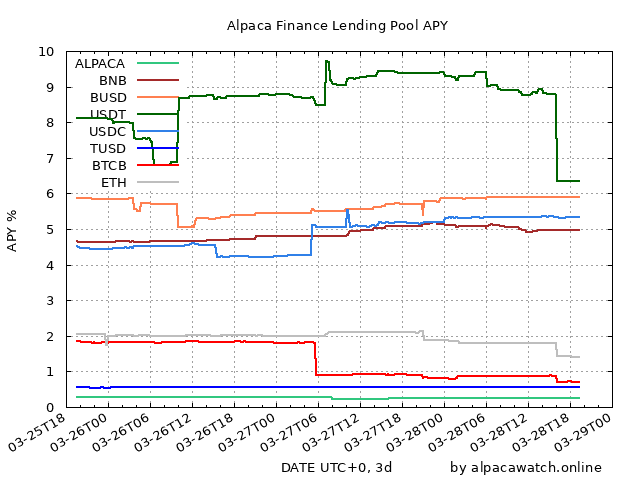 Alpaca Finance Lending Pool APY
10
9
8
7
6
5
4
3
2
1
0
APY %
ALPACA
BNB
BUSD
USDT
USDC
TUSD
BTCB
ETH
03-25T18
03-26T00
03-26T06
03-26T12
03-26T18
03-27T00
03-27T06
03-27T12
03-27T18
03-28T00
03-28T06
03-28T12
03-28T18
03-29T00
DATE UTC+0, 3d
by alpacawatch.online